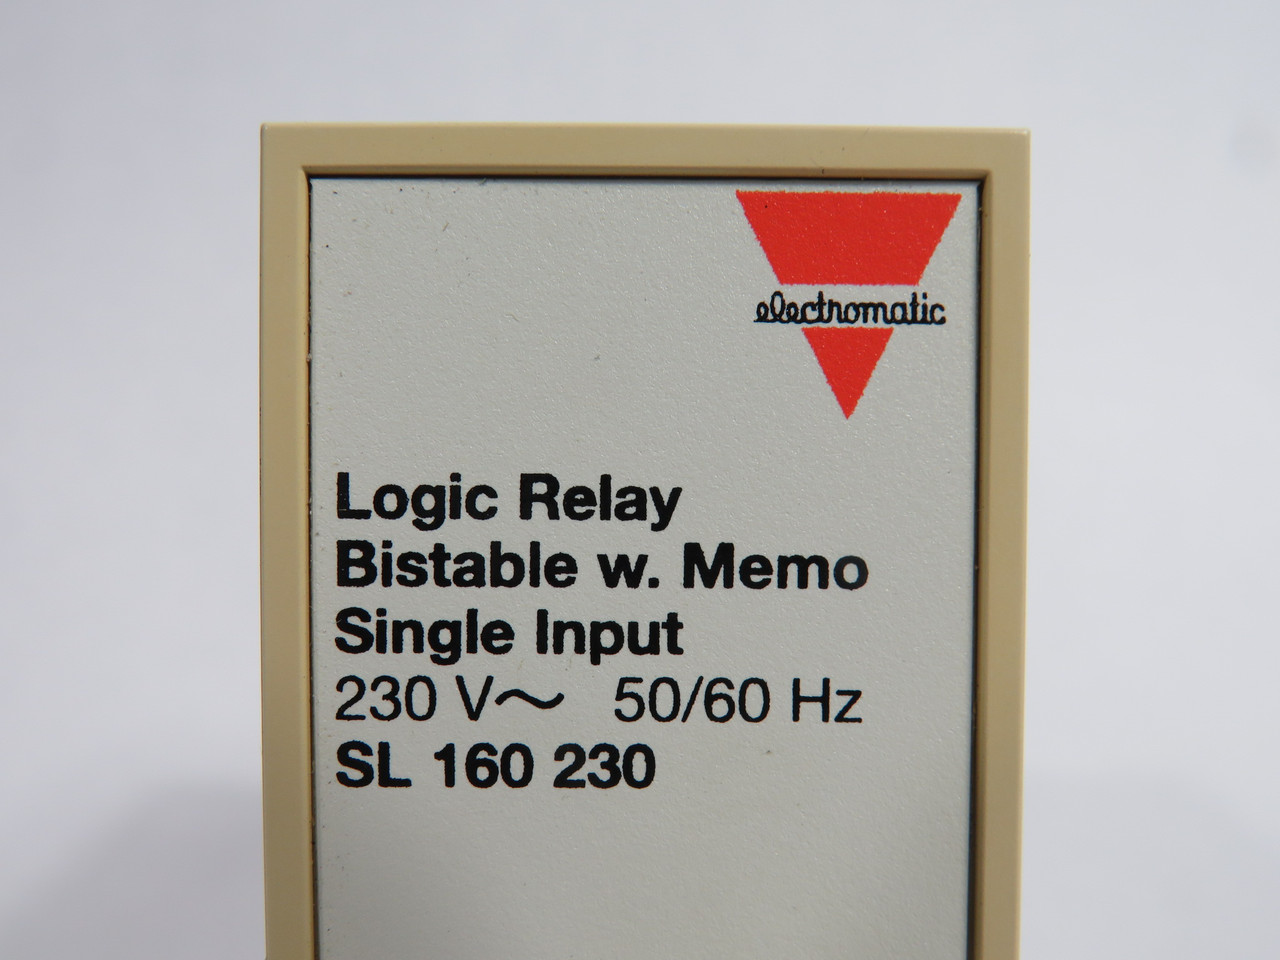 electromatic
Logic Relay
Bistable w. Memo
Single Input
230 V~ 50/60 Hz
SL 160 230